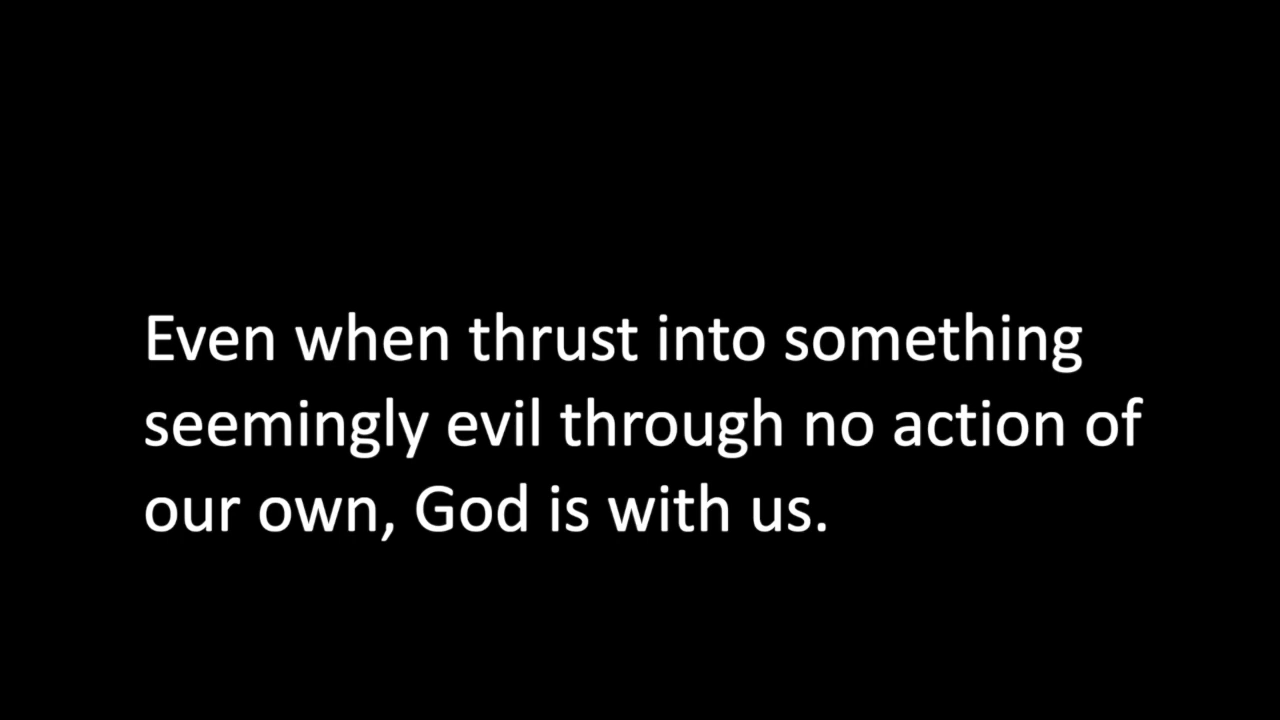 Even when thrust into something
seemingly evil through no action of
our own, God is with us.